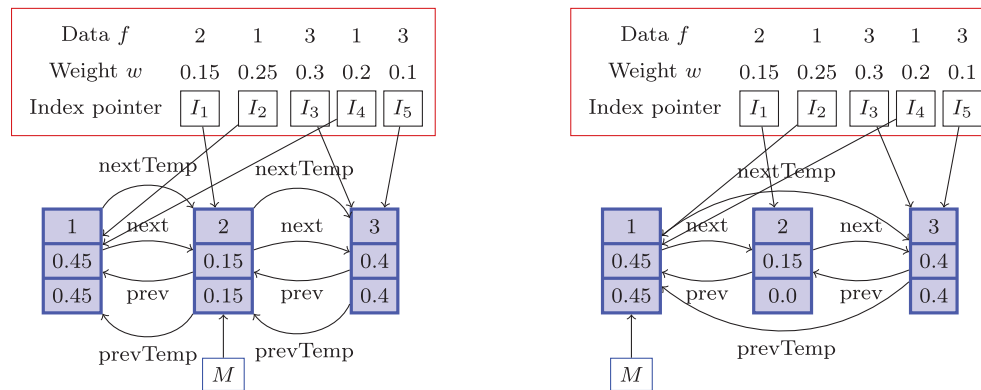 Data f 2 1 3 1 3
Weight w 0.15 0.25 0.3 0.2 0.1
Index pointer I1 I2 I3 I4 I5
nextTemp nextTemp
1 2 3
next next
0.45 0.15 0.4
prev prev
0.45 0.15 0.4
prevTemp prevTemp
M
Data f 2 1 3 1 3
Weight w 0.15 0.25 0.3 0.2 0.1
Index pointer I1 I2 I3 I4 I5
nextTemp
1 2 3
next next
0.45 0.15 0.4
prev prev
0.45 0.0 0.4
prevTemp
M